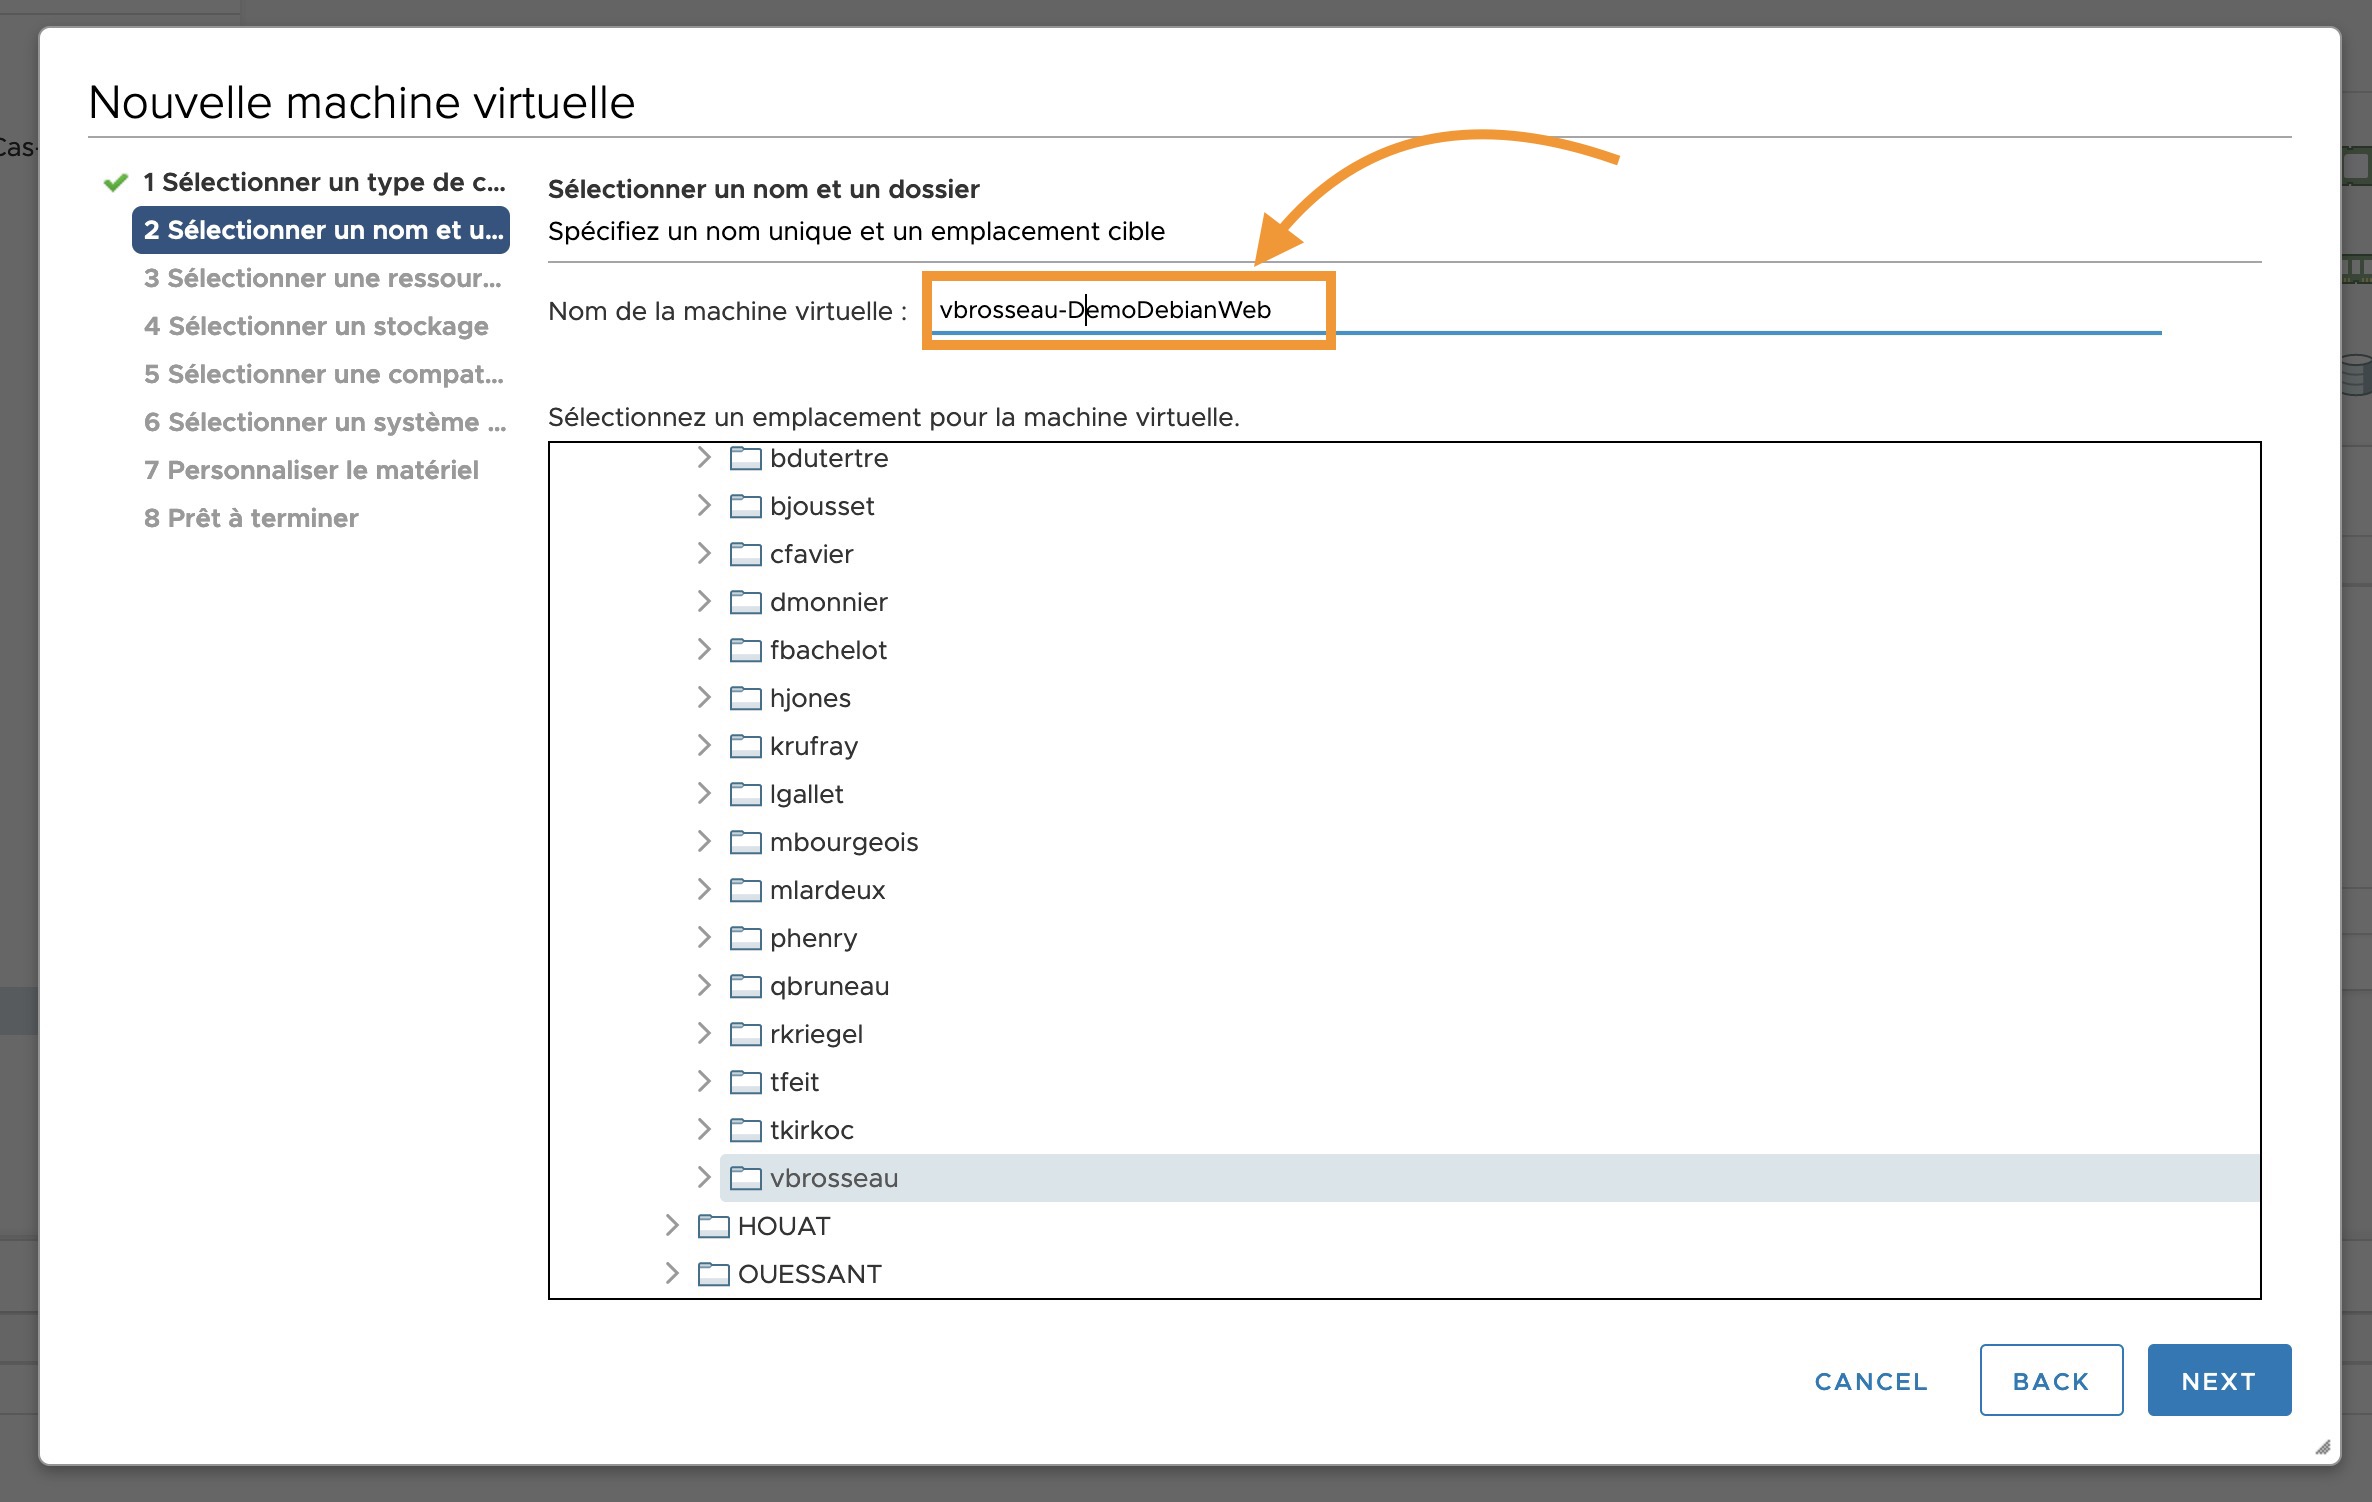 Nouvelle machine virtuelle
Cas-
1 Sélectionner un type de c...
2 Sélectionner un nom et u...
3 Sélectionner une ressour...
4 Sélectionner un stockage
5 Sélectionner une compat...
6 Sélectionner un système ...
7 Personnaliser le matériel
8 Prêt à terminer
Sélectionner un nom et un dossier
Spécifiez un nom unique et un emplacement cible
Nom de la machine virtuelle : vbrosseau-DemoDebianWeb
Sélectionnez un emplacement pour la machine virtuelle.
bdutertre
bjousset
cfavier
dmonnier
fbachelot
hjones
krufray
lgallet
mbourgeois
mlardeux
phenry
qbruneau
rkriegel
tfeit
tkirkoc
vbrosseau
HOUAT
OUESSANT
CANCEL BACK NEXT